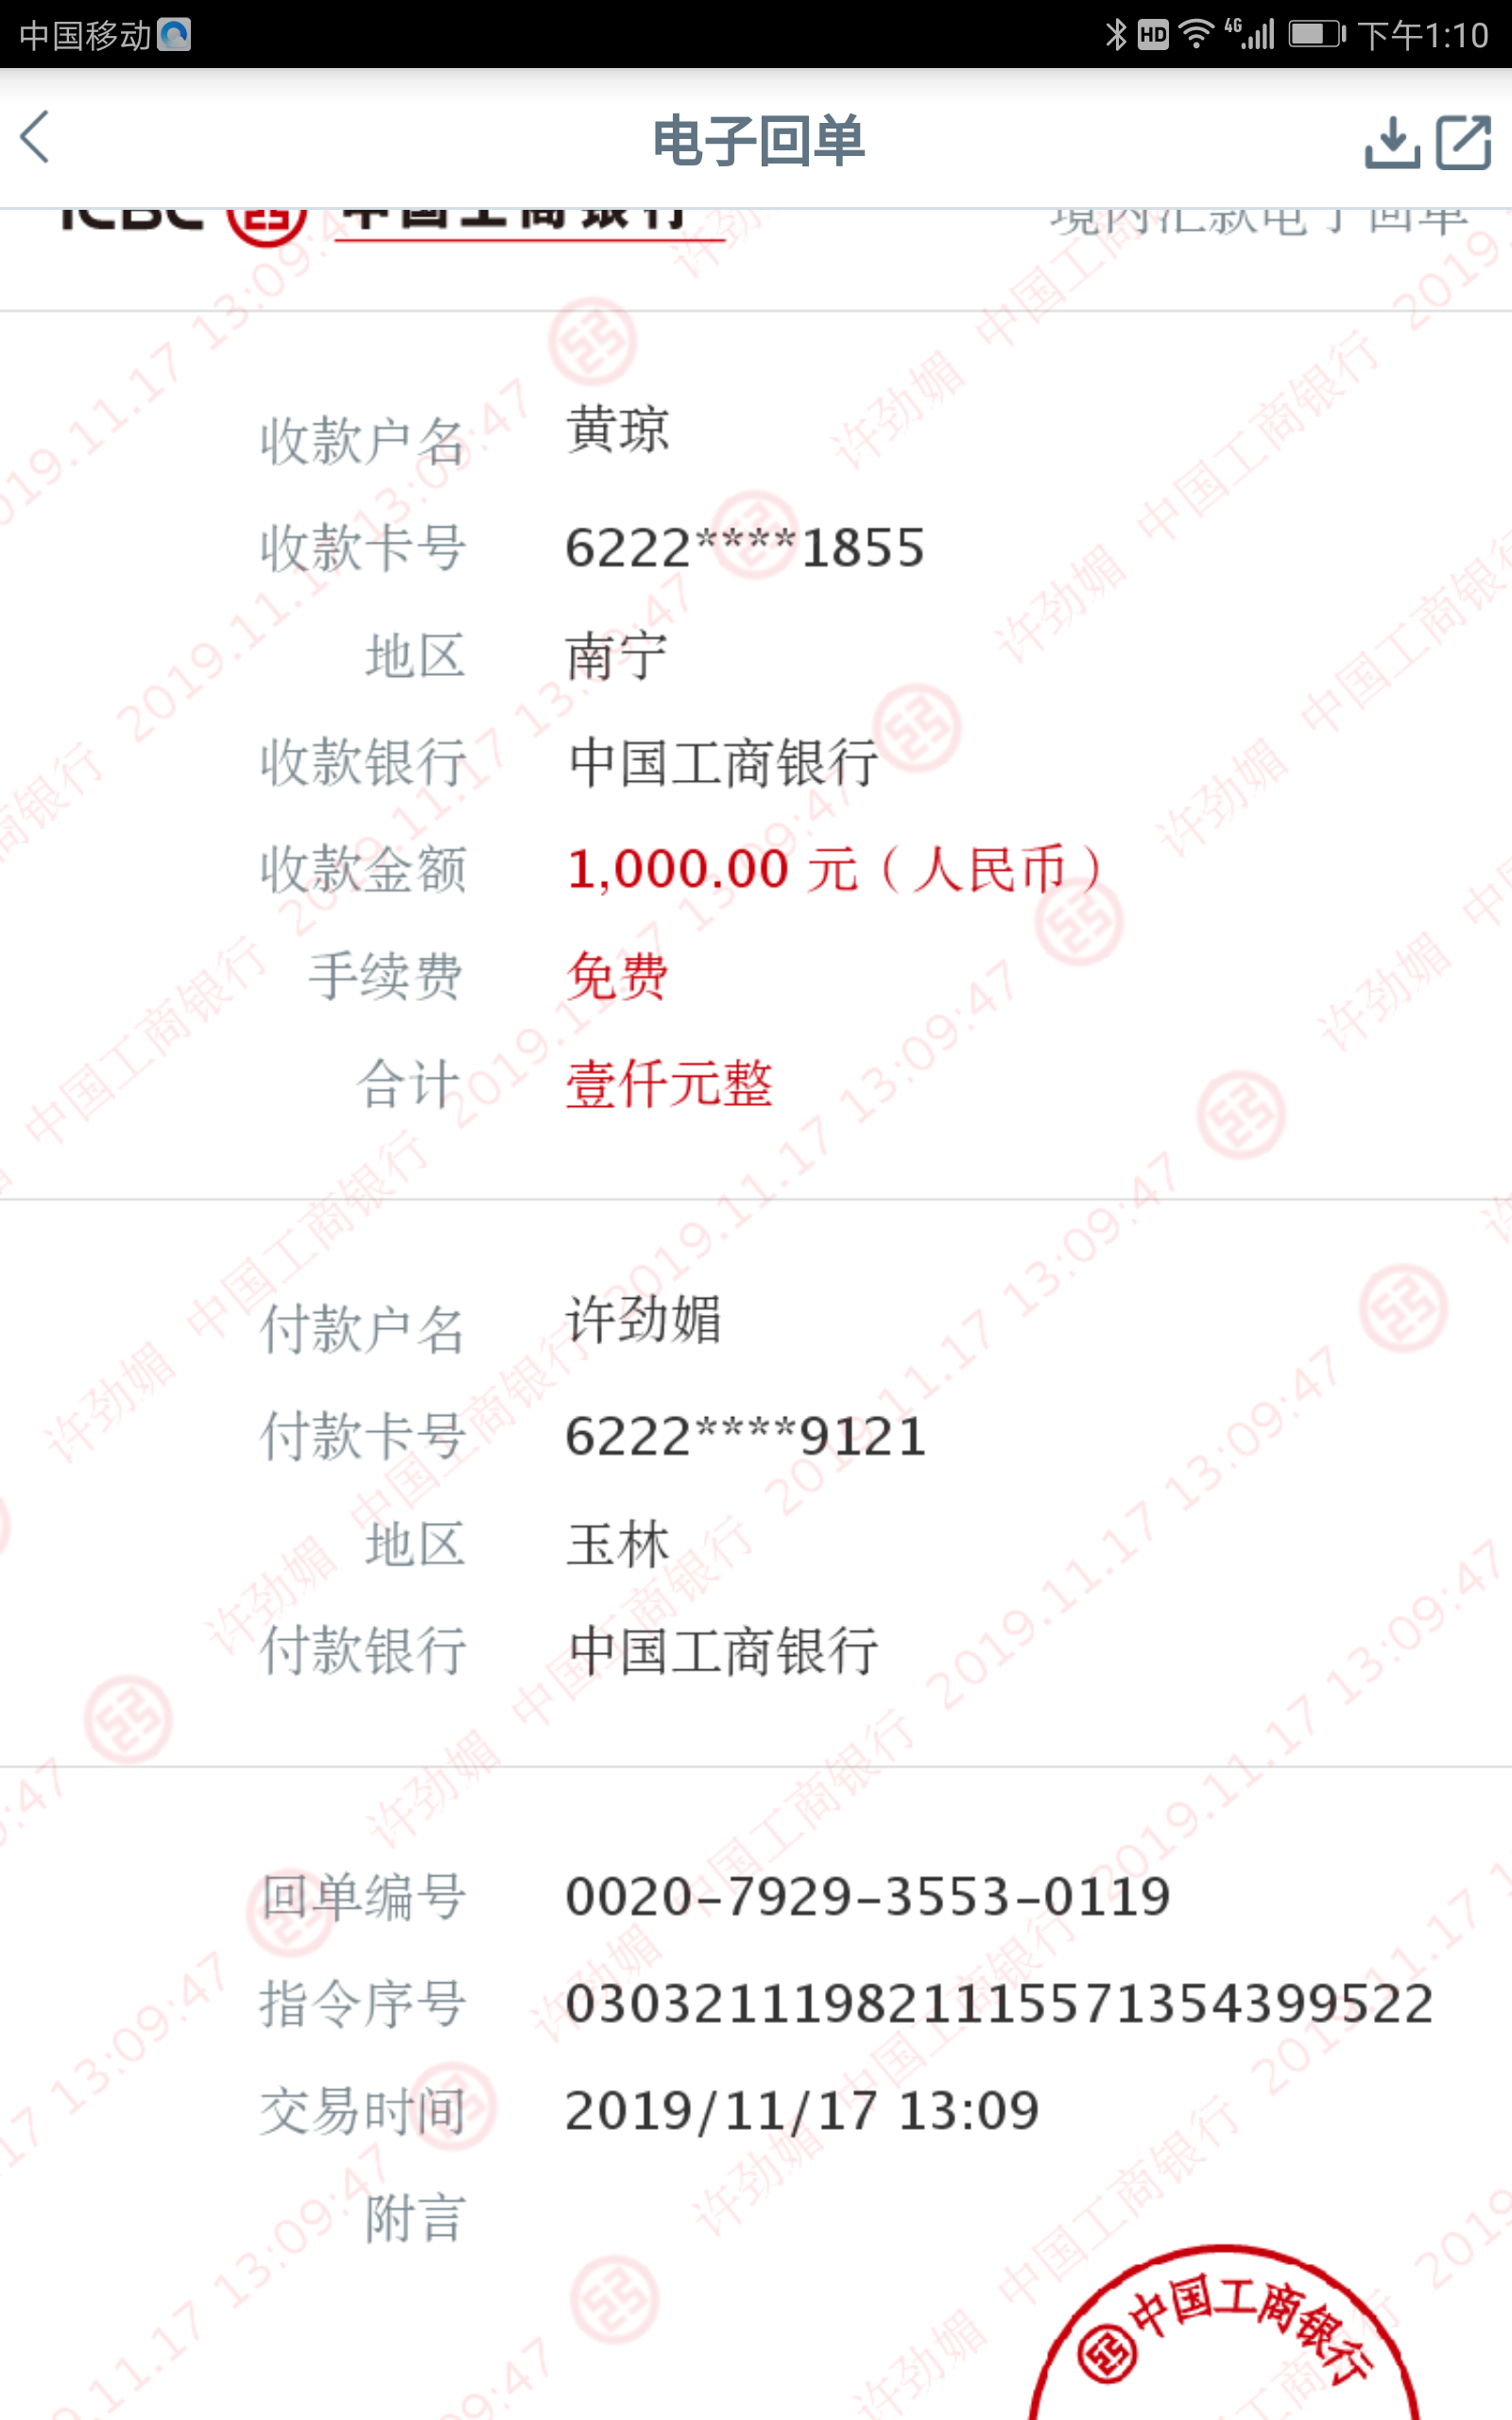 中国移动 HD 4G 下午1:10
电子回单
ICBC 中国工商银行 境内汇款电子回单
收款户名 黄琼
收款卡号 6222****1855
地区 南宁
收款银行 中国工商银行
收款金额 1,000.00 元（人民币）
手续费 免费
合计 壹仟元整
付款户名 许劲媚
付款卡号 6222****9121
地区 玉林
付款银行 中国工商银行
回单编号 0020-7929-3553-0119
指令序号 030321119821115571354399522
交易时间 2019/11/17 13:09
附言
中国工商银行
许劲媚 中国工商银行 2019.11.17 13:09:47